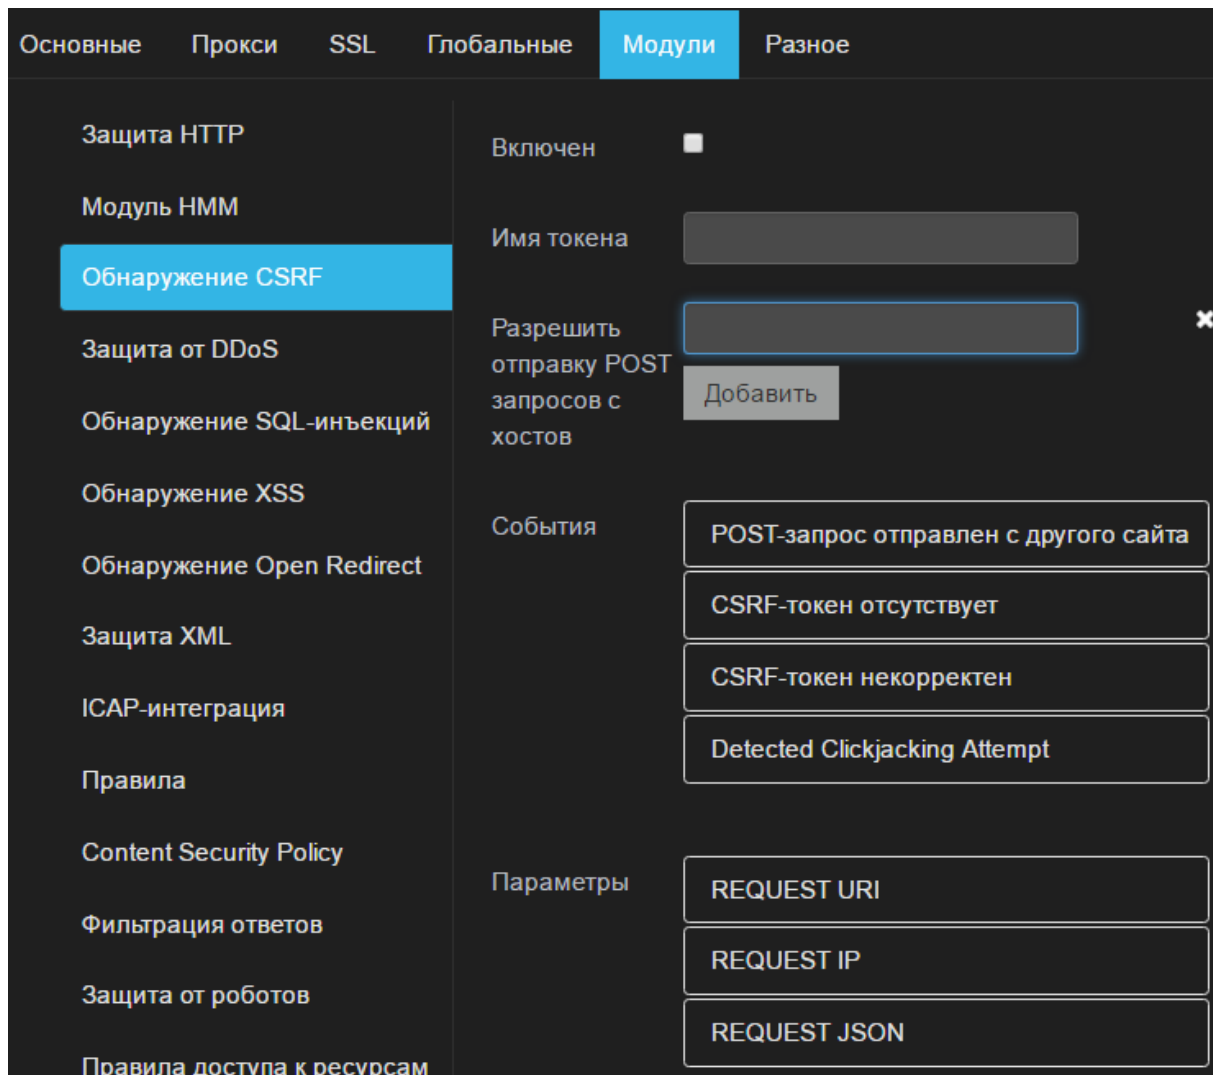 Основные Прокси SSL Глобальные Модули Разное
Защита HTTP
Модуль HMM
Обнаружение CSRF
Защита от DDoS
Обнаружение SQL-инъекций
Обнаружение XSS
Обнаружение Open Redirect
Защита XML
ICAP-интеграция
Правила
Content Security Policy
Фильтрация ответов
Защита от роботов
Правила доступа к ресурсам
Включен
Имя токена
Разрешить
отправку POST
запросов с
хостов
Добавить
События
POST-запрос отправлен с другого сайта
CSRF-токен отсутствует
CSRF-токен некорректен
Detected Clickjacking Attempt
Параметры
REQUEST URI
REQUEST IP
REQUEST JSON